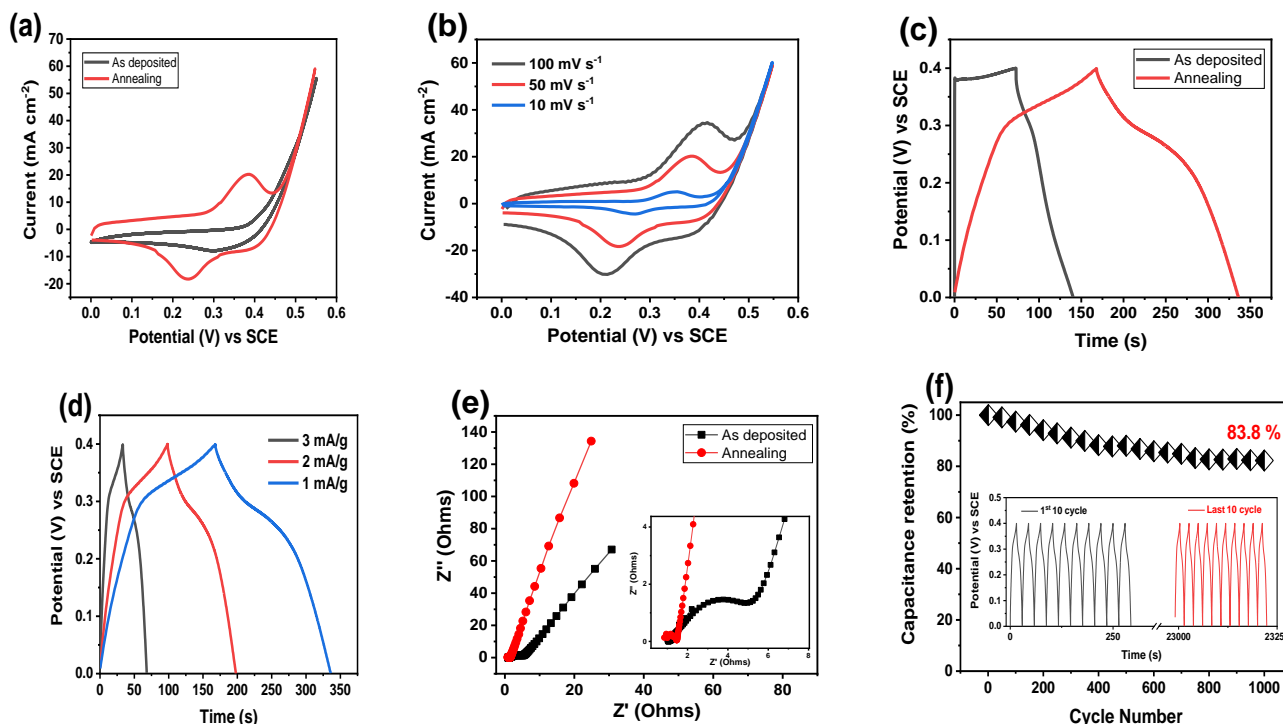 (a)
As deposited
Annealing
Current (mA cm⁻²)
60
50
40
30
20
10
0
-10
-20
0.0 0.1 0.2 0.3 0.4 0.5 0.6
Potential (V) vs SCE
(b)
100 mV s⁻¹
50 mV s⁻¹
10 mV s⁻¹
Current (mA cm⁻²)
60
40
20
0
-20
-40
0.0 0.1 0.2 0.3 0.4 0.5 0.6
Potential (V) vs SCE
(c)
As deposited
Annealing
Potential (V) vs SCE
0.5
0.4
0.3
0.2
0.1
0.0
0 50 100 150 200 250 300 350
Time (s)
(d)
3 mA/g
2 mA/g
1 mA/g
Potential (V) vs SCE
0.4
0.3
0.2
0.1
0.0
0 50 100 150 200 250 300 350
Time (s)
(e)
As deposited
Annealing
Z'' (Ohms)
140
120
100
80
60
40
20
0
0 20 40 60 80
Z' (Ohms)
Z'' (Ohms)
4
2
0
2 4 6 8
Z' (Ohms)
(f)
Capacitance retention (%)
100
80
60
40
20
0
83.8 %
0 200 400 600 800 1000
Cycle Number
1st 10 cycle
Last 10 cycle
Potential (V) vs SCE
0.5
0.4
0.3
0.2
0.1
0.0
0 250 23000 2325
Time (s)